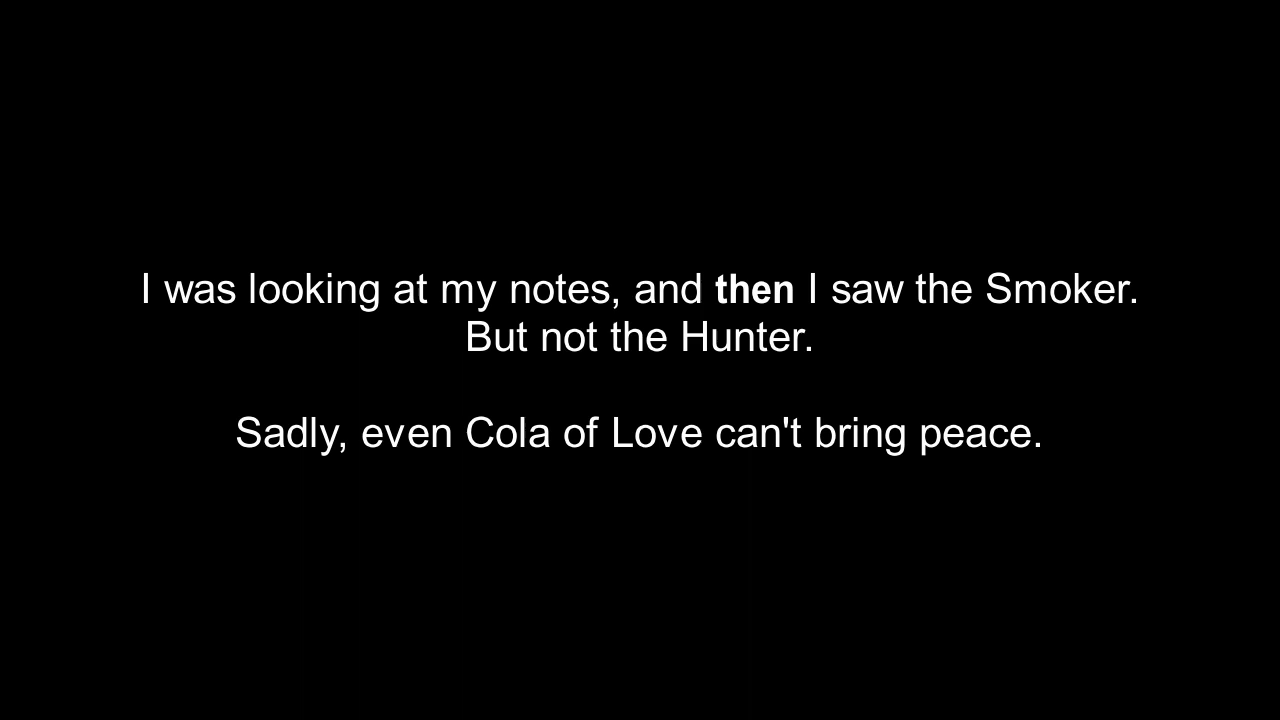 I was looking at my notes, and then I saw the Smoker.
But not the Hunter.
Sadly, even Cola of Love can't bring peace.